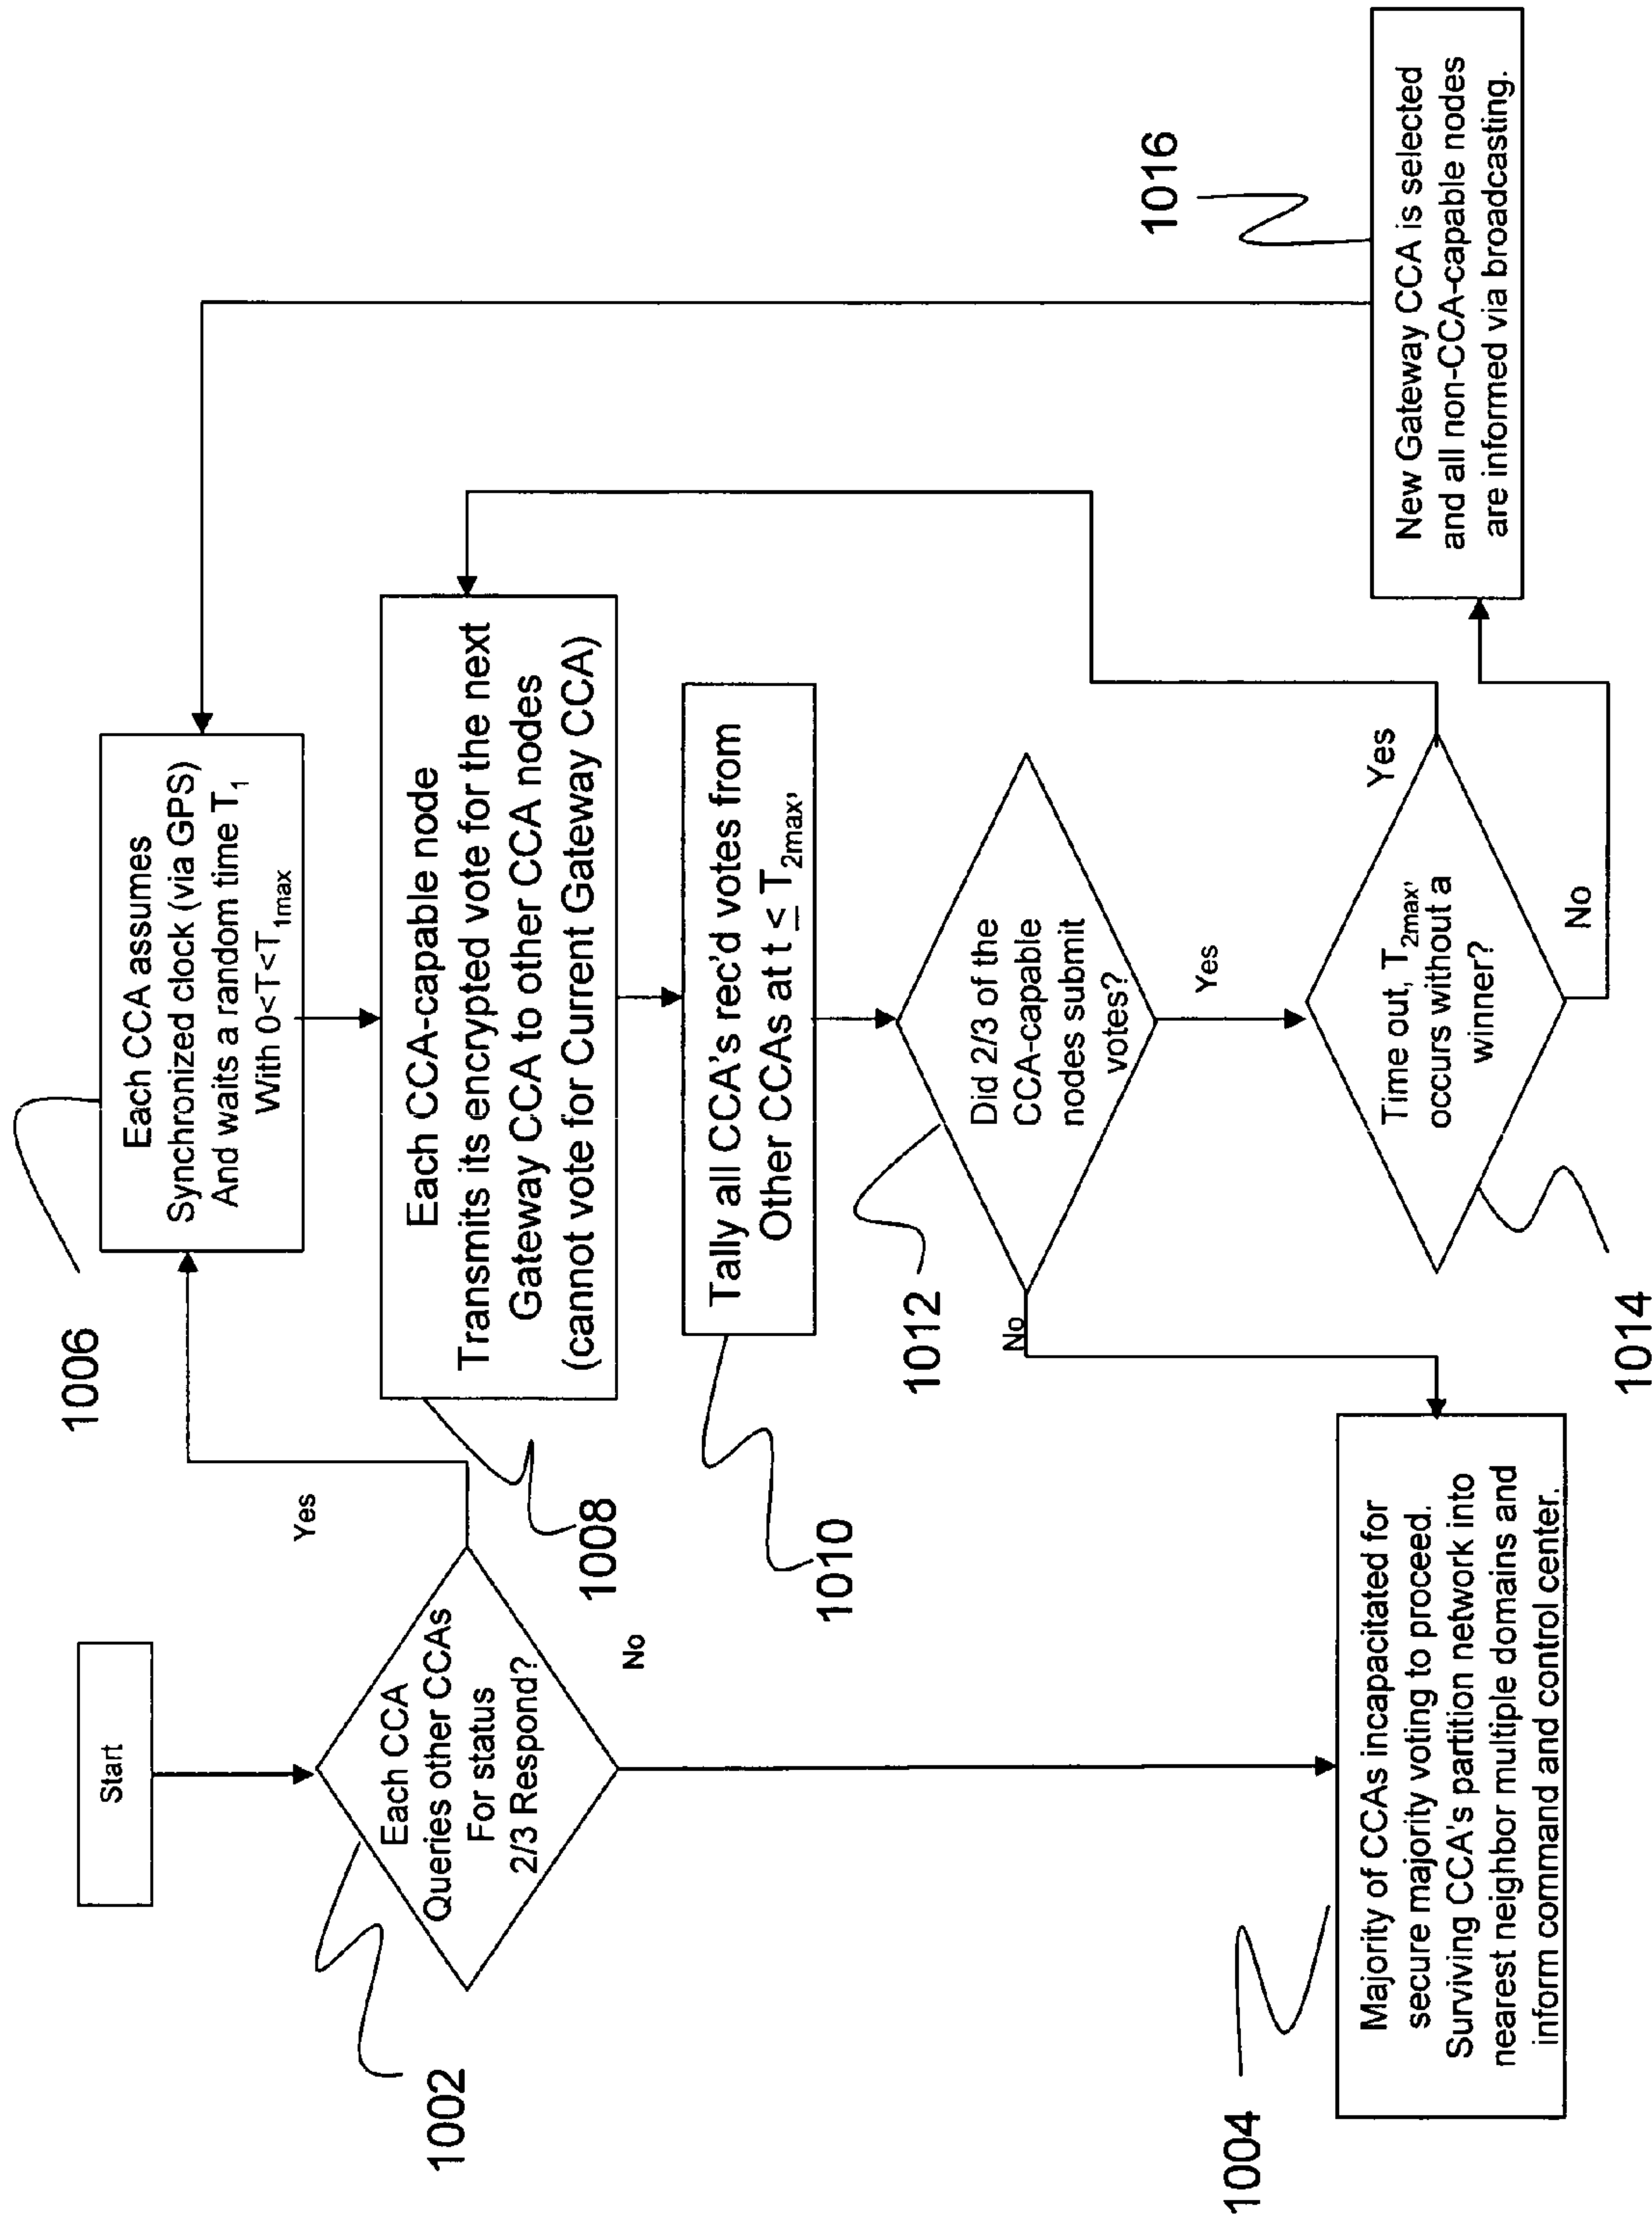 Start
Each CCA
Queries other CCAs
For status
2/3 Respond?
1002
Yes
No
Majority of CCAs incapacitated for
secure majority voting to proceed.
Surviving CCA's partition network into
nearest neighbor multiple domains and
inform command and control center.
1004
Each CCA assumes
Synchronized clock (via GPS)
And waits a random time T1
With 0<T<T1max
1006
Each CCA-capable node
Transmits its encrypted vote for the next
Gateway CCA to other CCA nodes
(cannot vote for Current Gateway CCA)
1008
Tally all CCA's rec'd votes from
Other CCAs at t ≤ T2max,
1010
Did 2/3 of the
CCA-capable
nodes submit
votes?
1012
No
Yes
Time out, T2max,
occurs without a
winner?
1014
Yes
No
New Gateway CCA is selected
and all non-CCA-capable nodes
are informed via broadcasting.
1016